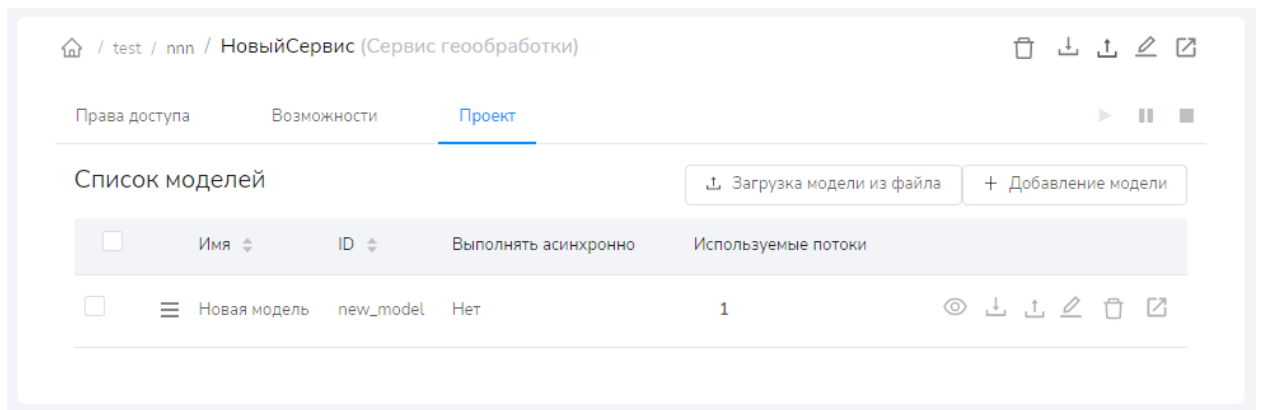 / test / nnn / НовыйСервис (Сервис геообработки)
Права доступа Возможности Проект
Список моделей Загрузка модели из файла + Добавление модели
Имя ID Выполнять асинхронно Используемые потоки
Новая модель new_model Нет 1